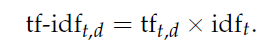 tf-idf_{t,d} = tf_{t,d} × idf_t.